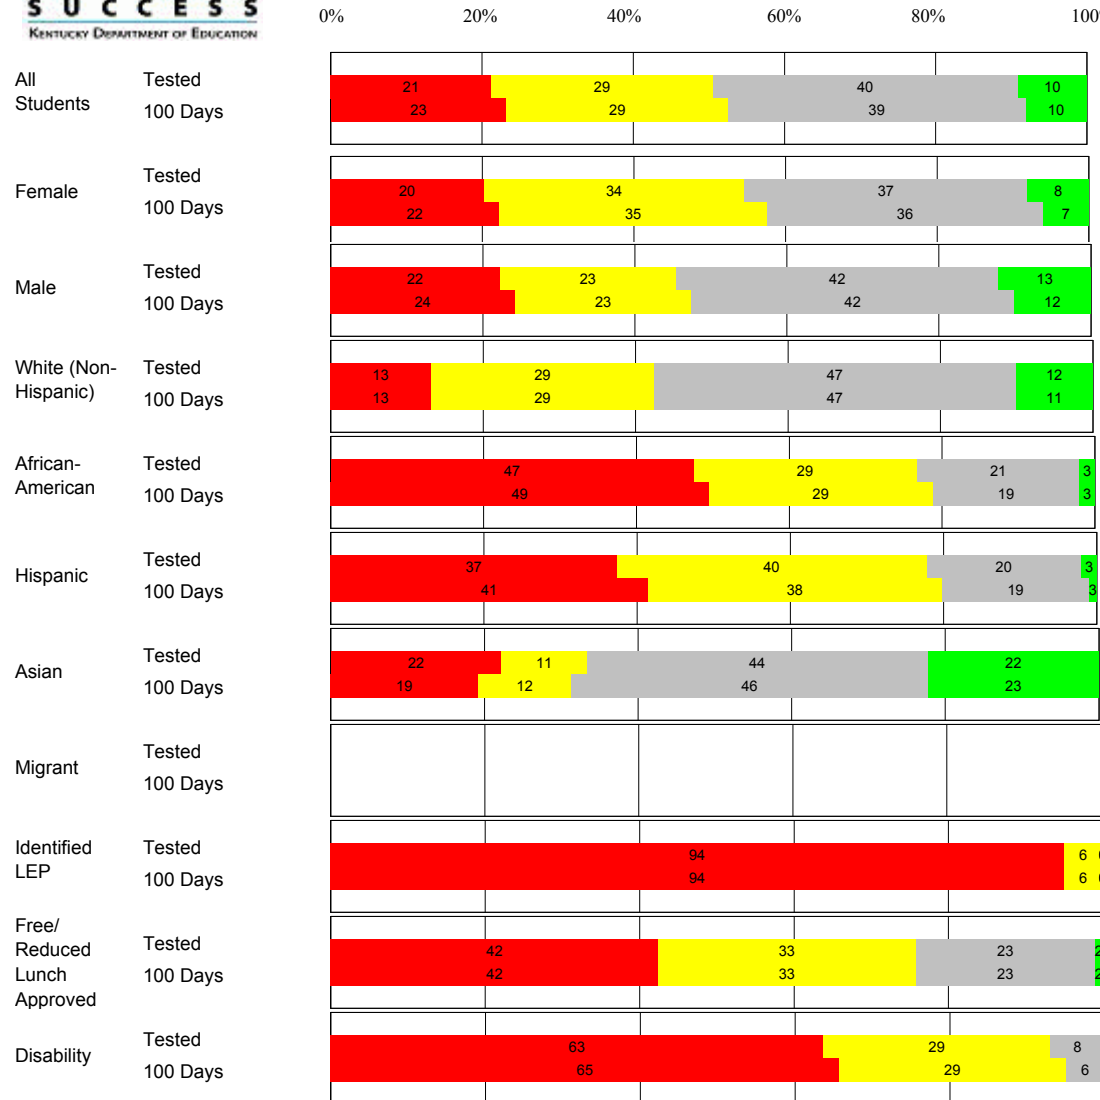 S U C C E S S
KENTUCKY DEPARTMENT OF EDUCATION
0% 20% 40% 60% 80% 100%
All Students
Tested 21 29 40 10
100 Days 23 29 39 10
Female
Tested 20 34 37 8
100 Days 22 35 36 7
Male
Tested 22 23 42 13
100 Days 24 23 42 12
White (Non-
Hispanic)
Tested 13 29 47 12
100 Days 13 29 47 11
African-
American
Tested 47 29 21 3
100 Days 49 29 19 3
Hispanic
Tested 37 40 20 3
100 Days 41 38 19 3
Asian
Tested 22 11 44 22
100 Days 19 12 46 23
Migrant
Tested
100 Days
Identified
LEP
Tested 94 6
100 Days 94 6
Free/
Reduced
Lunch
Approved
Tested 42 33 23 2
100 Days 42 33 23 2
Disability
Tested 63 29 8
100 Days 65 29 6